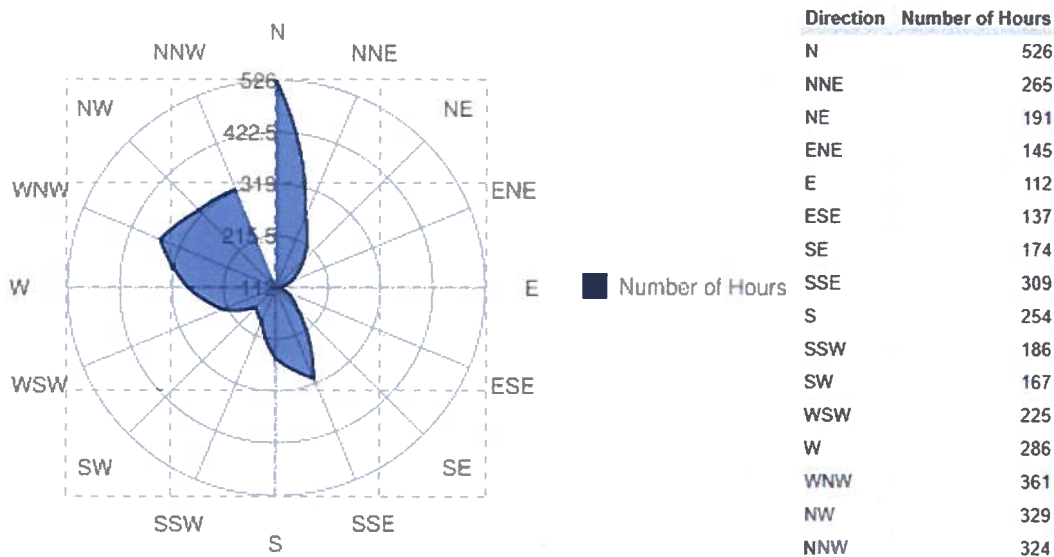 N
NNW NNE
526
NW NE
422.5
WNW 319 ENE
215.5
W 112 E
WSW ESE
SW SE
SSW SSE
S
Number of Hours
Direction Number of Hours
N 526
NNE 265
NE 191
ENE 145
E 112
ESE 137
SE 174
SSE 309
S 254
SSW 186
SW 167
WSW 225
W 286
WNW 361
NW 329
NNW 324